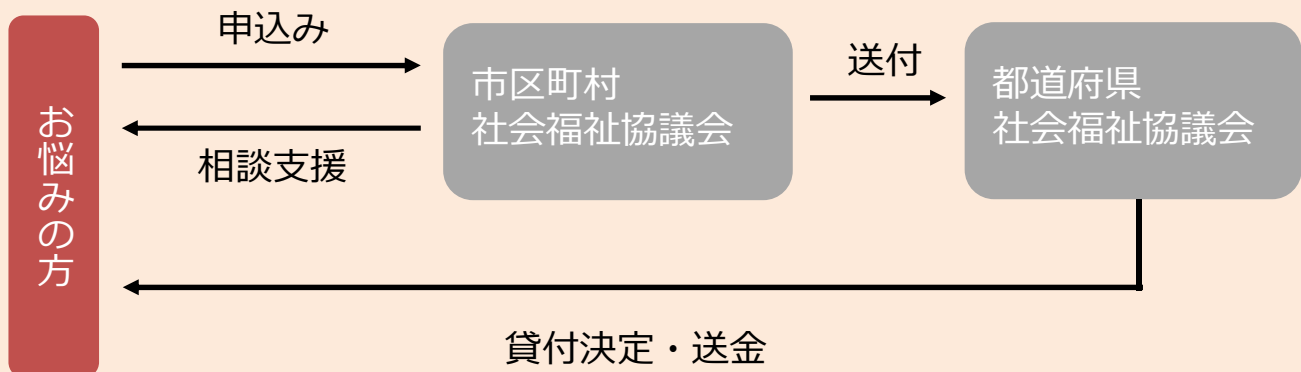 お悩みの方
申込み
相談支援
市区町村
社会福祉協議会
送付
都道府県
社会福祉協議会
貸付決定・送金